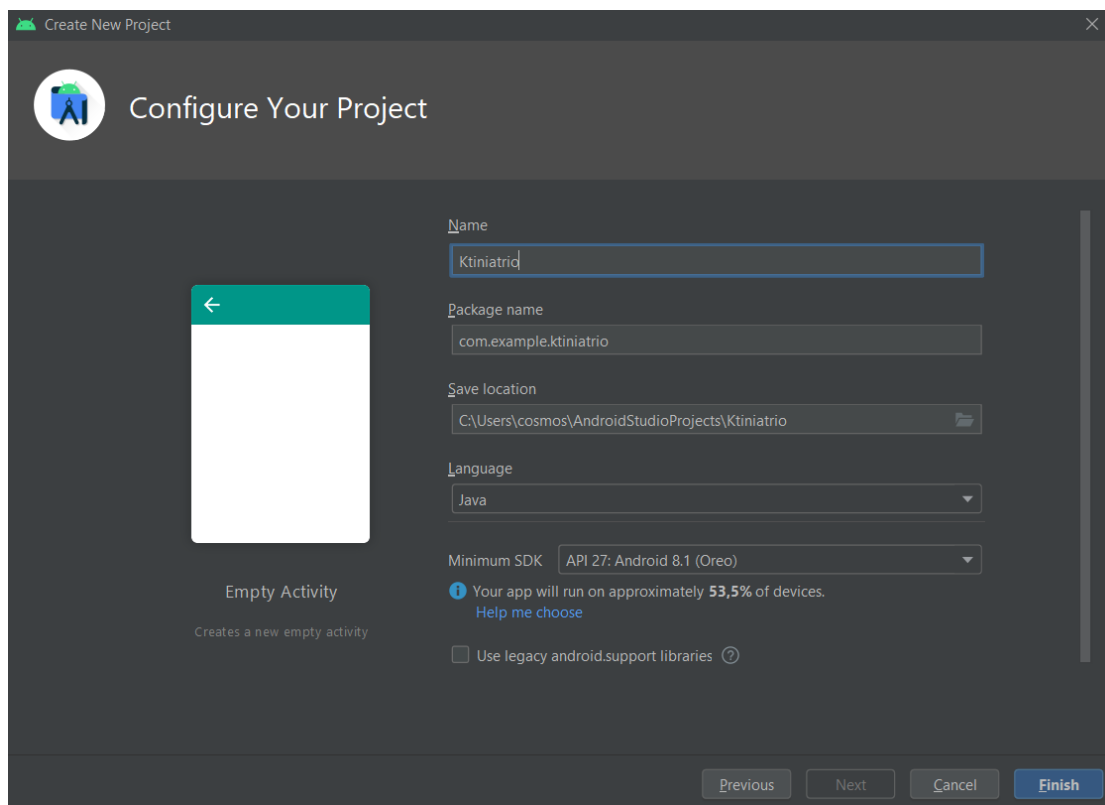 Create New Project
Configure Your Project
Name
Ktiniatrio
Package name
com.example.ktiniatrio
Save location
C:\Users\cosmos\AndroidStudioProjects\Ktiniatrio
Language
Java
Minimum SDK API 27: Android 8.1 (Oreo)
Your app will run on approximately 53,5% of devices.
Help me choose
Use legacy android.support libraries ?
Empty Activity
Creates a new empty activity
Previous Next Cancel Finish